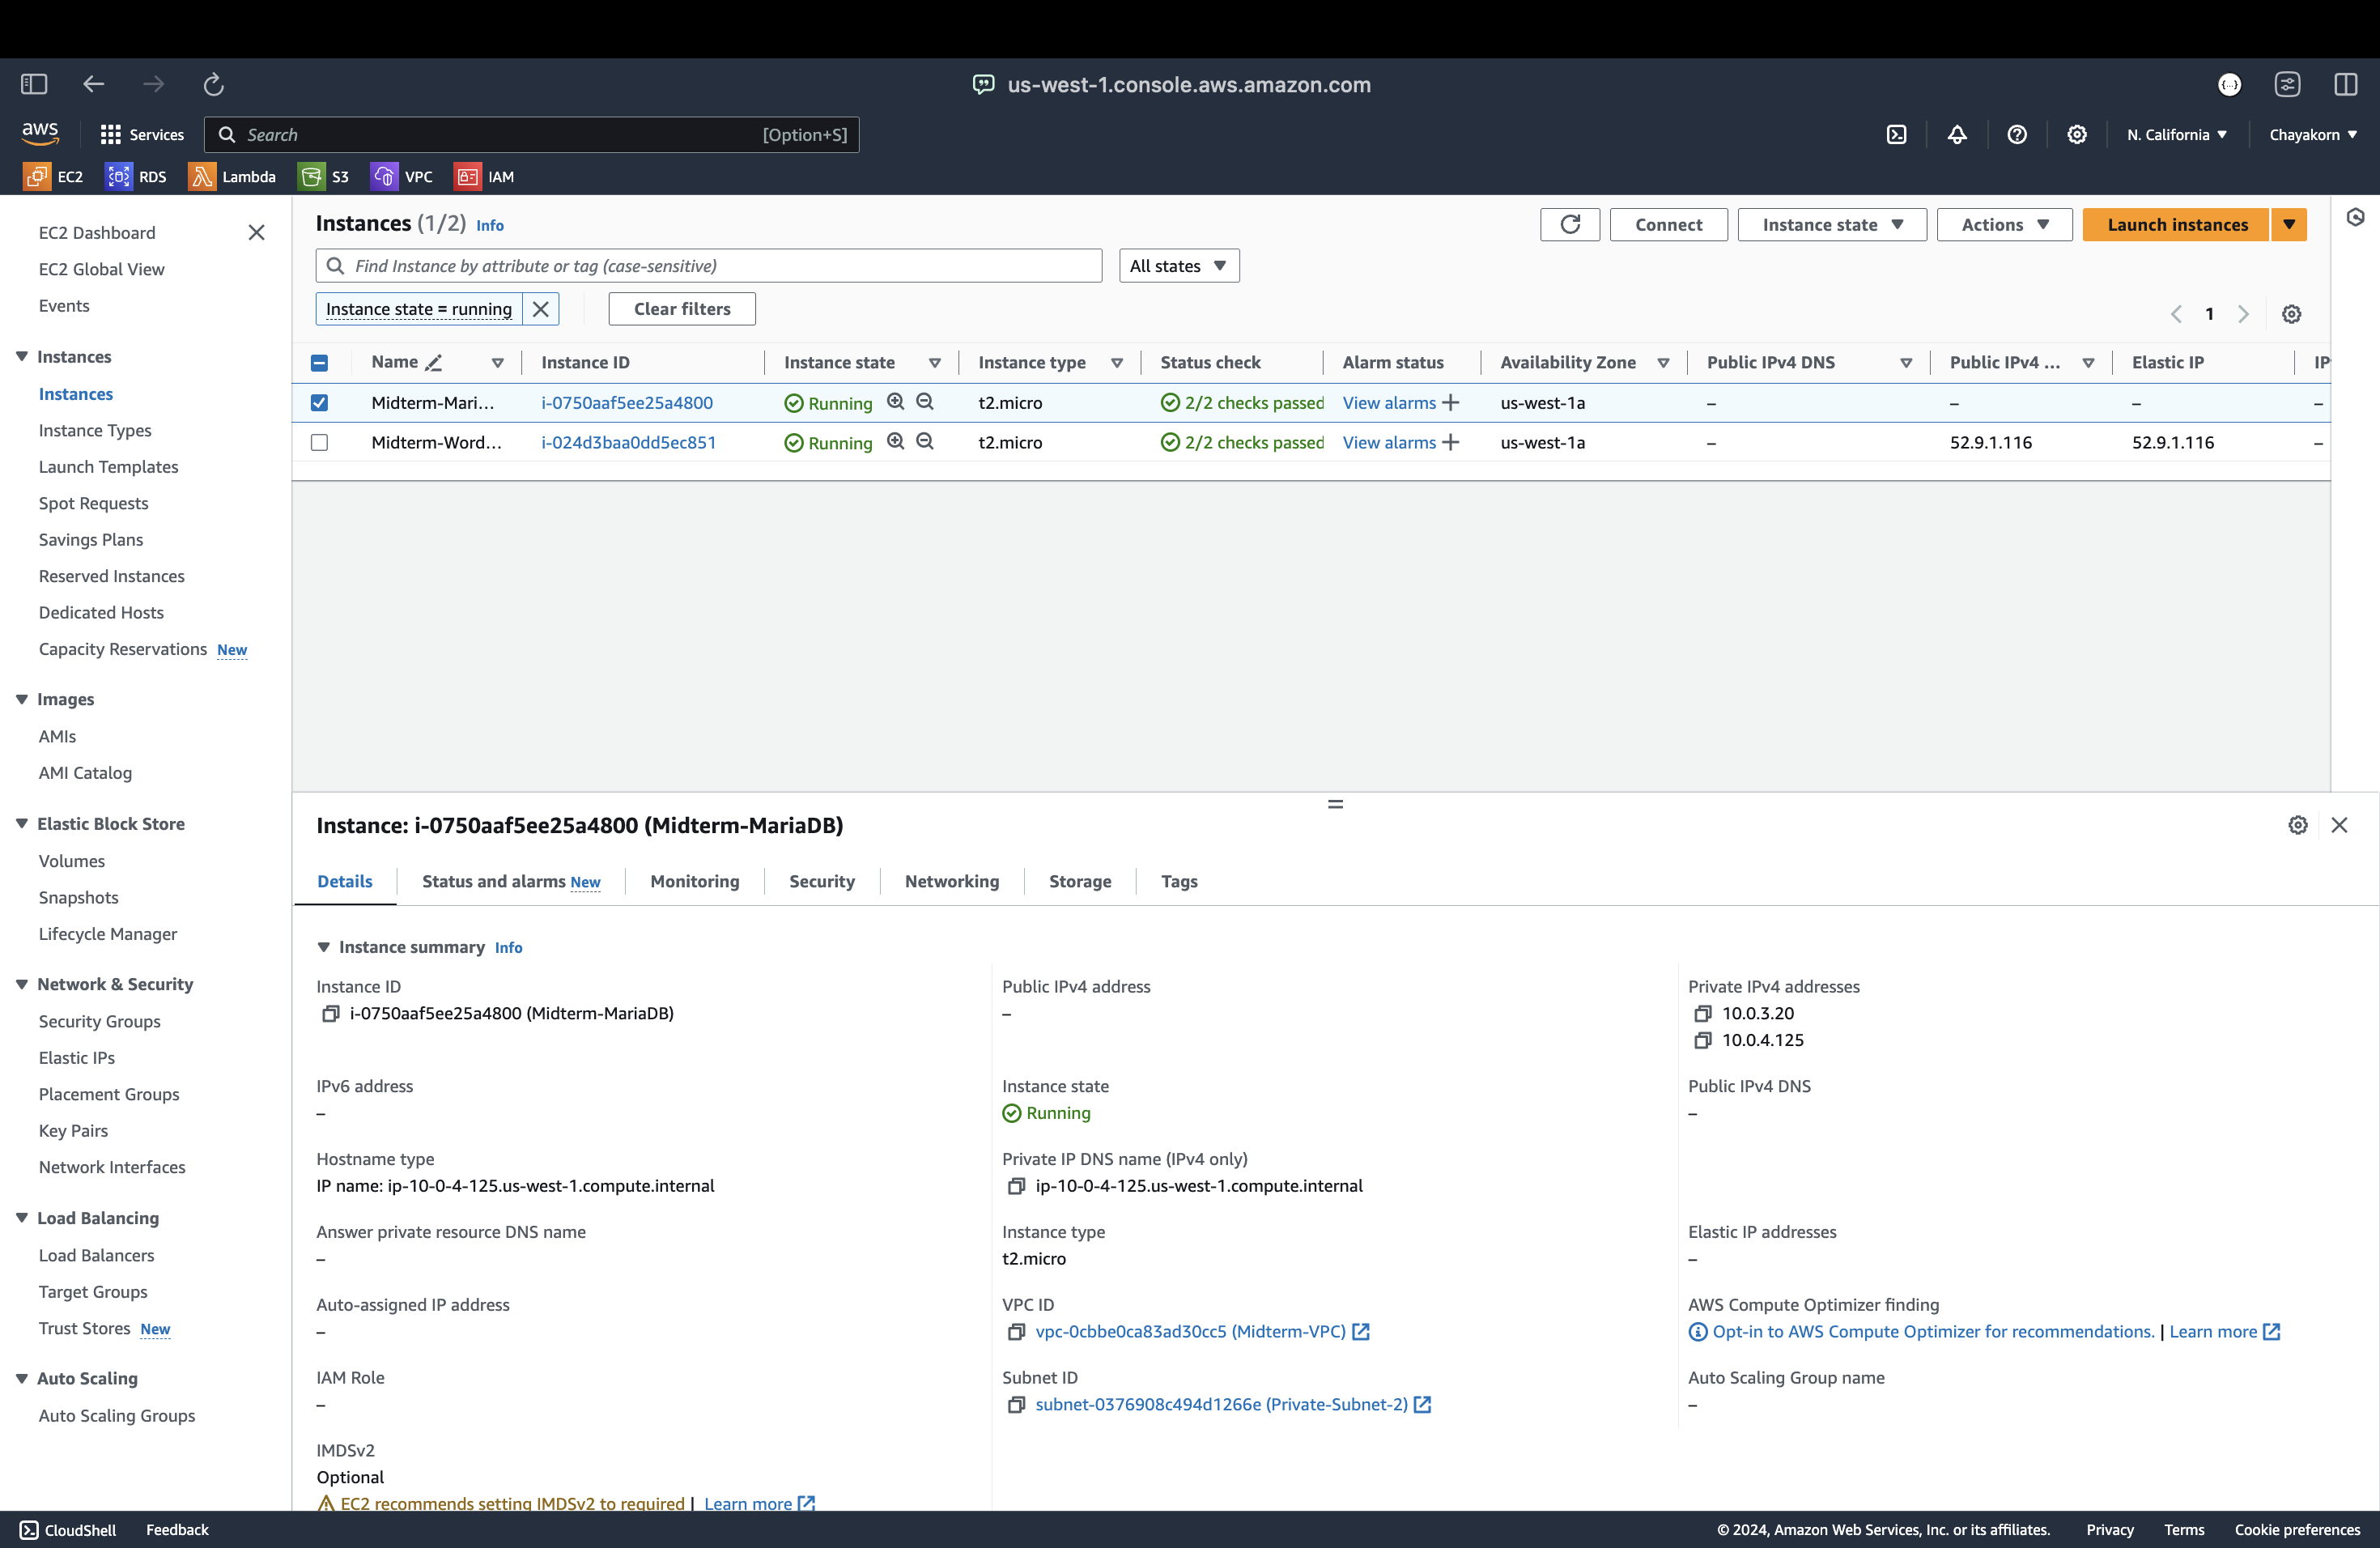 us-west-1.console.aws.amazon.com
aws
Services
Search
[Option+S]
N. California
Chayakorn
EC2
RDS
Lambda
S3
VPC
IAM
EC2 Dashboard
EC2 Global View
Events
Instances
Instances
Instance Types
Launch Templates
Spot Requests
Savings Plans
Reserved Instances
Dedicated Hosts
Capacity Reservations New
Images
AMIs
AMI Catalog
Elastic Block Store
Volumes
Snapshots
Lifecycle Manager
Network & Security
Security Groups
Elastic IPs
Placement Groups
Key Pairs
Network Interfaces
Load Balancing
Load Balancers
Target Groups
Trust Stores New
Auto Scaling
Auto Scaling Groups
Instances (1/2) Info
Connect
Instance state
Actions
Launch instances
Find Instance by attribute or tag (case-sensitive)
All states
Instance state = running
Clear filters
1
Name Instance ID Instance state Instance type Status check Alarm status Availability Zone Public IPv4 DNS Public IPv4 ... Elastic IP IP
Midterm-Mari... i-0750aaf5ee25a4800 Running t2.micro 2/2 checks passed View alarms + us-west-1a – – – –
Midterm-Word... i-024d3baa0dd5ec851 Running t2.micro 2/2 checks passed View alarms + us-west-1a – 52.9.1.116 52.9.1.116 –
Instance: i-0750aaf5ee25a4800 (Midterm-MariaDB)
Details
Status and alarms New
Monitoring
Security
Networking
Storage
Tags
Instance summary Info
Instance ID
i-0750aaf5ee25a4800 (Midterm-MariaDB)
Public IPv4 address
–
Private IPv4 addresses
10.0.3.20
10.0.4.125
IPv6 address
–
Instance state
Running
Public IPv4 DNS
–
Hostname type
IP name: ip-10-0-4-125.us-west-1.compute.internal
Private IP DNS name (IPv4 only)
ip-10-0-4-125.us-west-1.compute.internal
Answer private resource DNS name
–
Instance type
t2.micro
Elastic IP addresses
–
Auto-assigned IP address
–
VPC ID
vpc-0cbbe0ca83ad30cc5 (Midterm-VPC)
AWS Compute Optimizer finding
Opt-in to AWS Compute Optimizer for recommendations. | Learn more
IAM Role
–
Subnet ID
subnet-0376908c494d1266e (Private-Subnet-2)
Auto Scaling Group name
–
IMDSv2
Optional
EC2 recommends setting IMDSv2 to required | Learn more
CloudShell
Feedback
© 2024, Amazon Web Services, Inc. or its affiliates.
Privacy
Terms
Cookie preferences